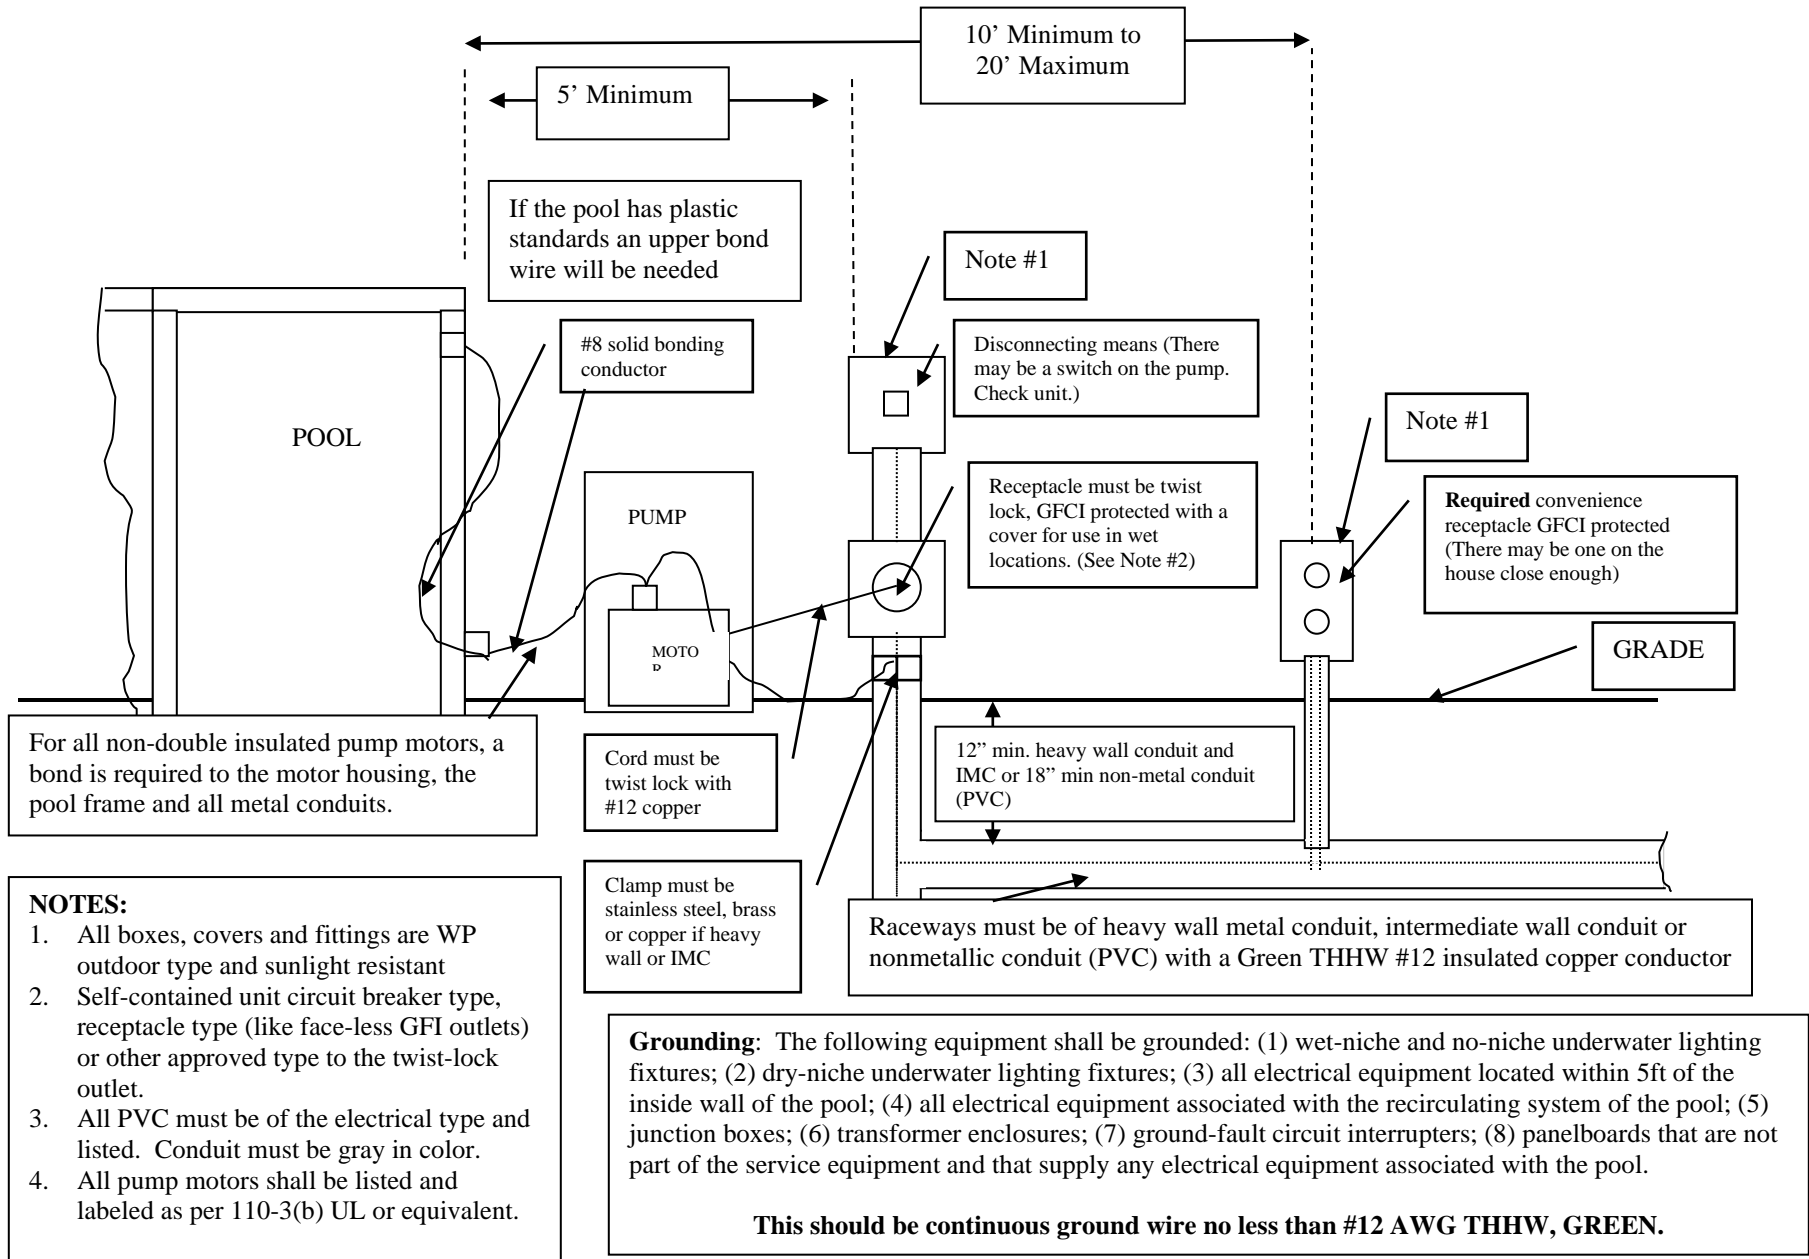 10’ Minimum to
20’ Maximum
5’ Minimum
If the pool has plastic
standards an upper bond
wire will be needed
Note #1
#8 solid bonding
conductor
Disconnecting means (There
may be a switch on the pump.
Check unit.)
Note #1
POOL
PUMP
Receptacle must be twist
lock, GFCI protected with a
cover for use in wet
locations. (See Note #2)
Required convenience
receptacle GFCI protected
(There may be one on the
house close enough)
MOTO
R
GRADE
For all non-double insulated pump motors, a
bond is required to the motor housing, the
pool frame and all metal conduits.
Cord must be
twist lock with
#12 copper
12” min. heavy wall conduit and
IMC or 18” min non-metal conduit
(PVC)
Clamp must be
stainless steel, brass
or copper if heavy
wall or IMC
Raceways must be of heavy wall metal conduit, intermediate wall conduit or
nonmetallic conduit (PVC) with a Green THHW #12 insulated copper conductor
NOTES:
1. All boxes, covers and fittings are WP
outdoor type and sunlight resistant
2. Self-contained unit circuit breaker type,
receptacle type (like face-less GFI outlets)
or other approved type to the twist-lock
outlet.
3. All PVC must be of the electrical type and
listed. Conduit must be gray in color.
4. All pump motors shall be listed and
labeled as per 110-3(b) UL or equivalent.
Grounding: The following equipment shall be grounded: (1) wet-niche and no-niche underwater lighting
fixtures; (2) dry-niche underwater lighting fixtures; (3) all electrical equipment located within 5ft of the
inside wall of the pool; (4) all electrical equipment associated with the recirculating system of the pool; (5)
junction boxes; (6) transformer enclosures; (7) ground-fault circuit interrupters; (8) panelboards that are not
part of the service equipment and that supply any electrical equipment associated with the pool.
This should be continuous ground wire no less than #12 AWG THHW, GREEN.